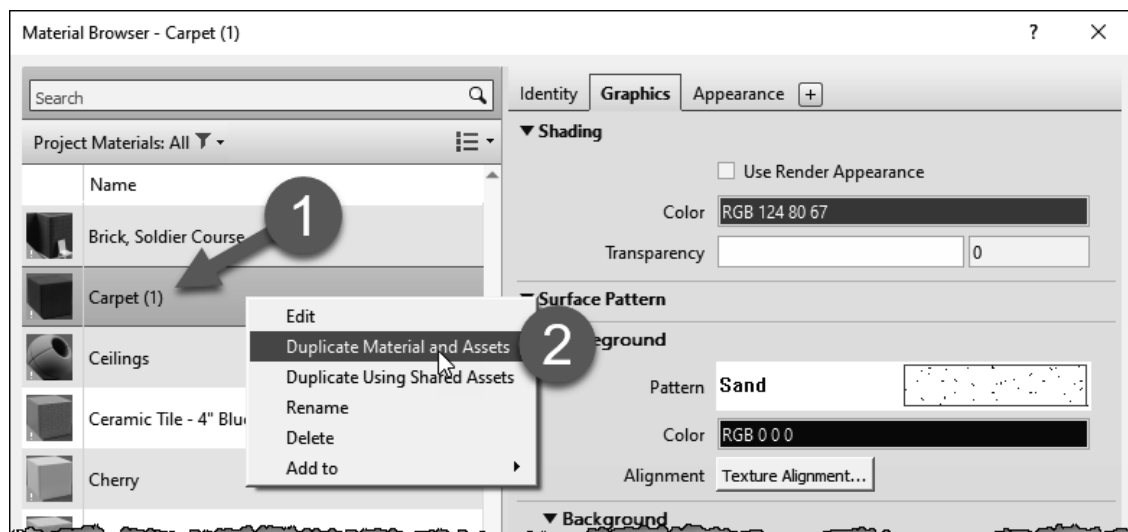 Material Browser - Carpet (1)
? ×
Search
Project Materials: All
Name
Brick, Soldier Course
1
Carpet (1)
Ceilings
Ceramic Tile - 4" Blu
Cherry
Edit
Duplicate Material and Assets
Duplicate Using Shared Assets
Rename
Delete
Add to
2
Identity Graphics Appearance +
Shading
Use Render Appearance
Color RGB 124 80 67
Transparency 0
Surface Pattern
eground
Pattern Sand
Color RGB 0 0 0
Alignment Texture Alignment...
Background